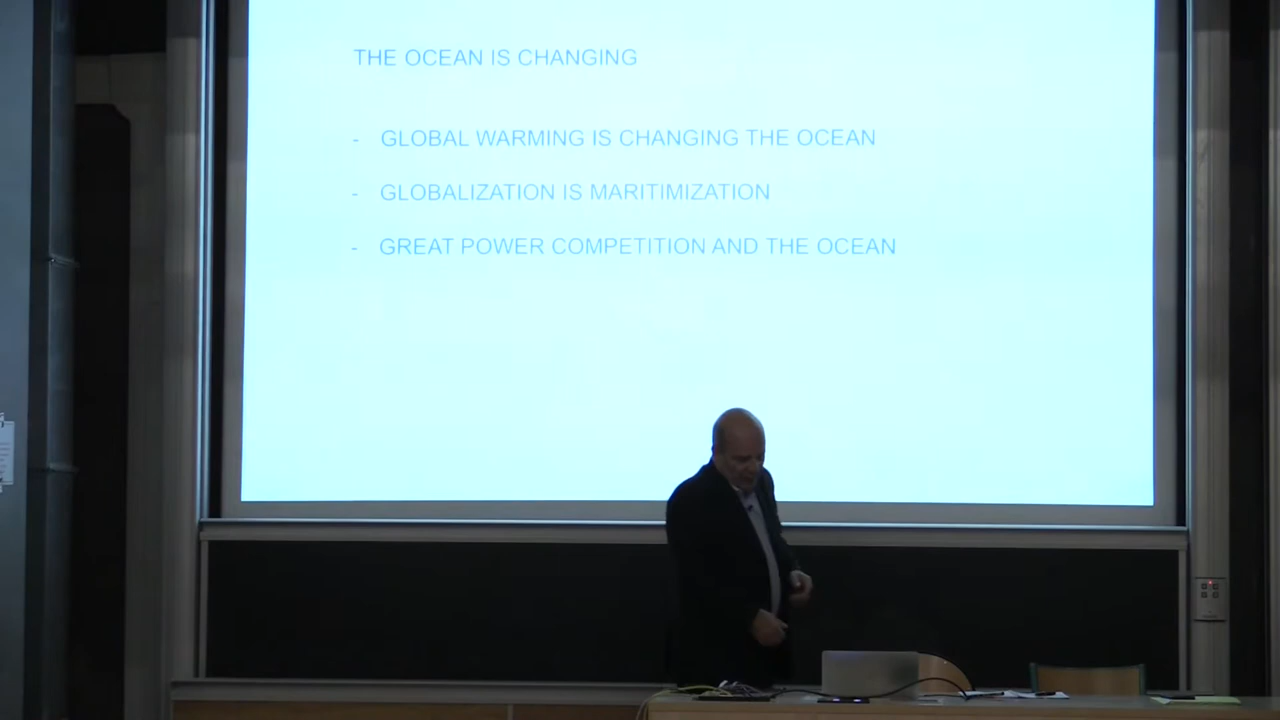 THE OCEAN IS CHANGING
- GLOBAL WARMING IS CHANGING THE OCEAN
- GLOBALIZATION IS MARITIMIZATION
- GREAT POWER COMPETITION AND THE OCEAN